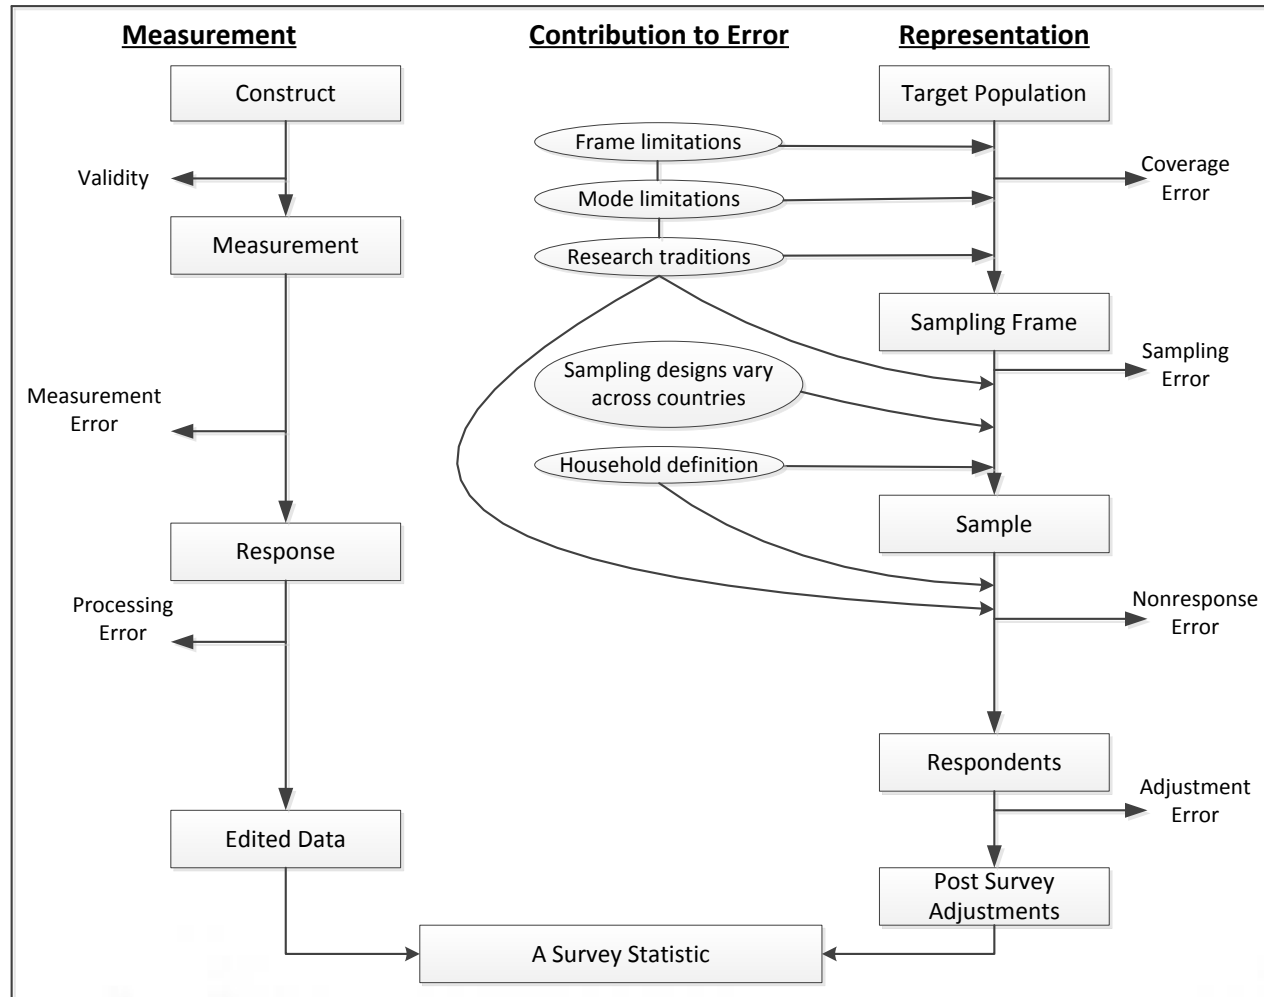 Measurement
Contribution to Error
Representation
Construct
Target Population
Frame limitations
Validity
Coverage
Error
Mode limitations
Measurement
Research traditions
Sampling Frame
Sampling
Error
Sampling designs vary
across countries
Measurement
Error
Household definition
Sample
Response
Processing
Error
Nonresponse
Error
Respondents
Adjustment
Error
Edited Data
Post Survey
Adjustments
A Survey Statistic